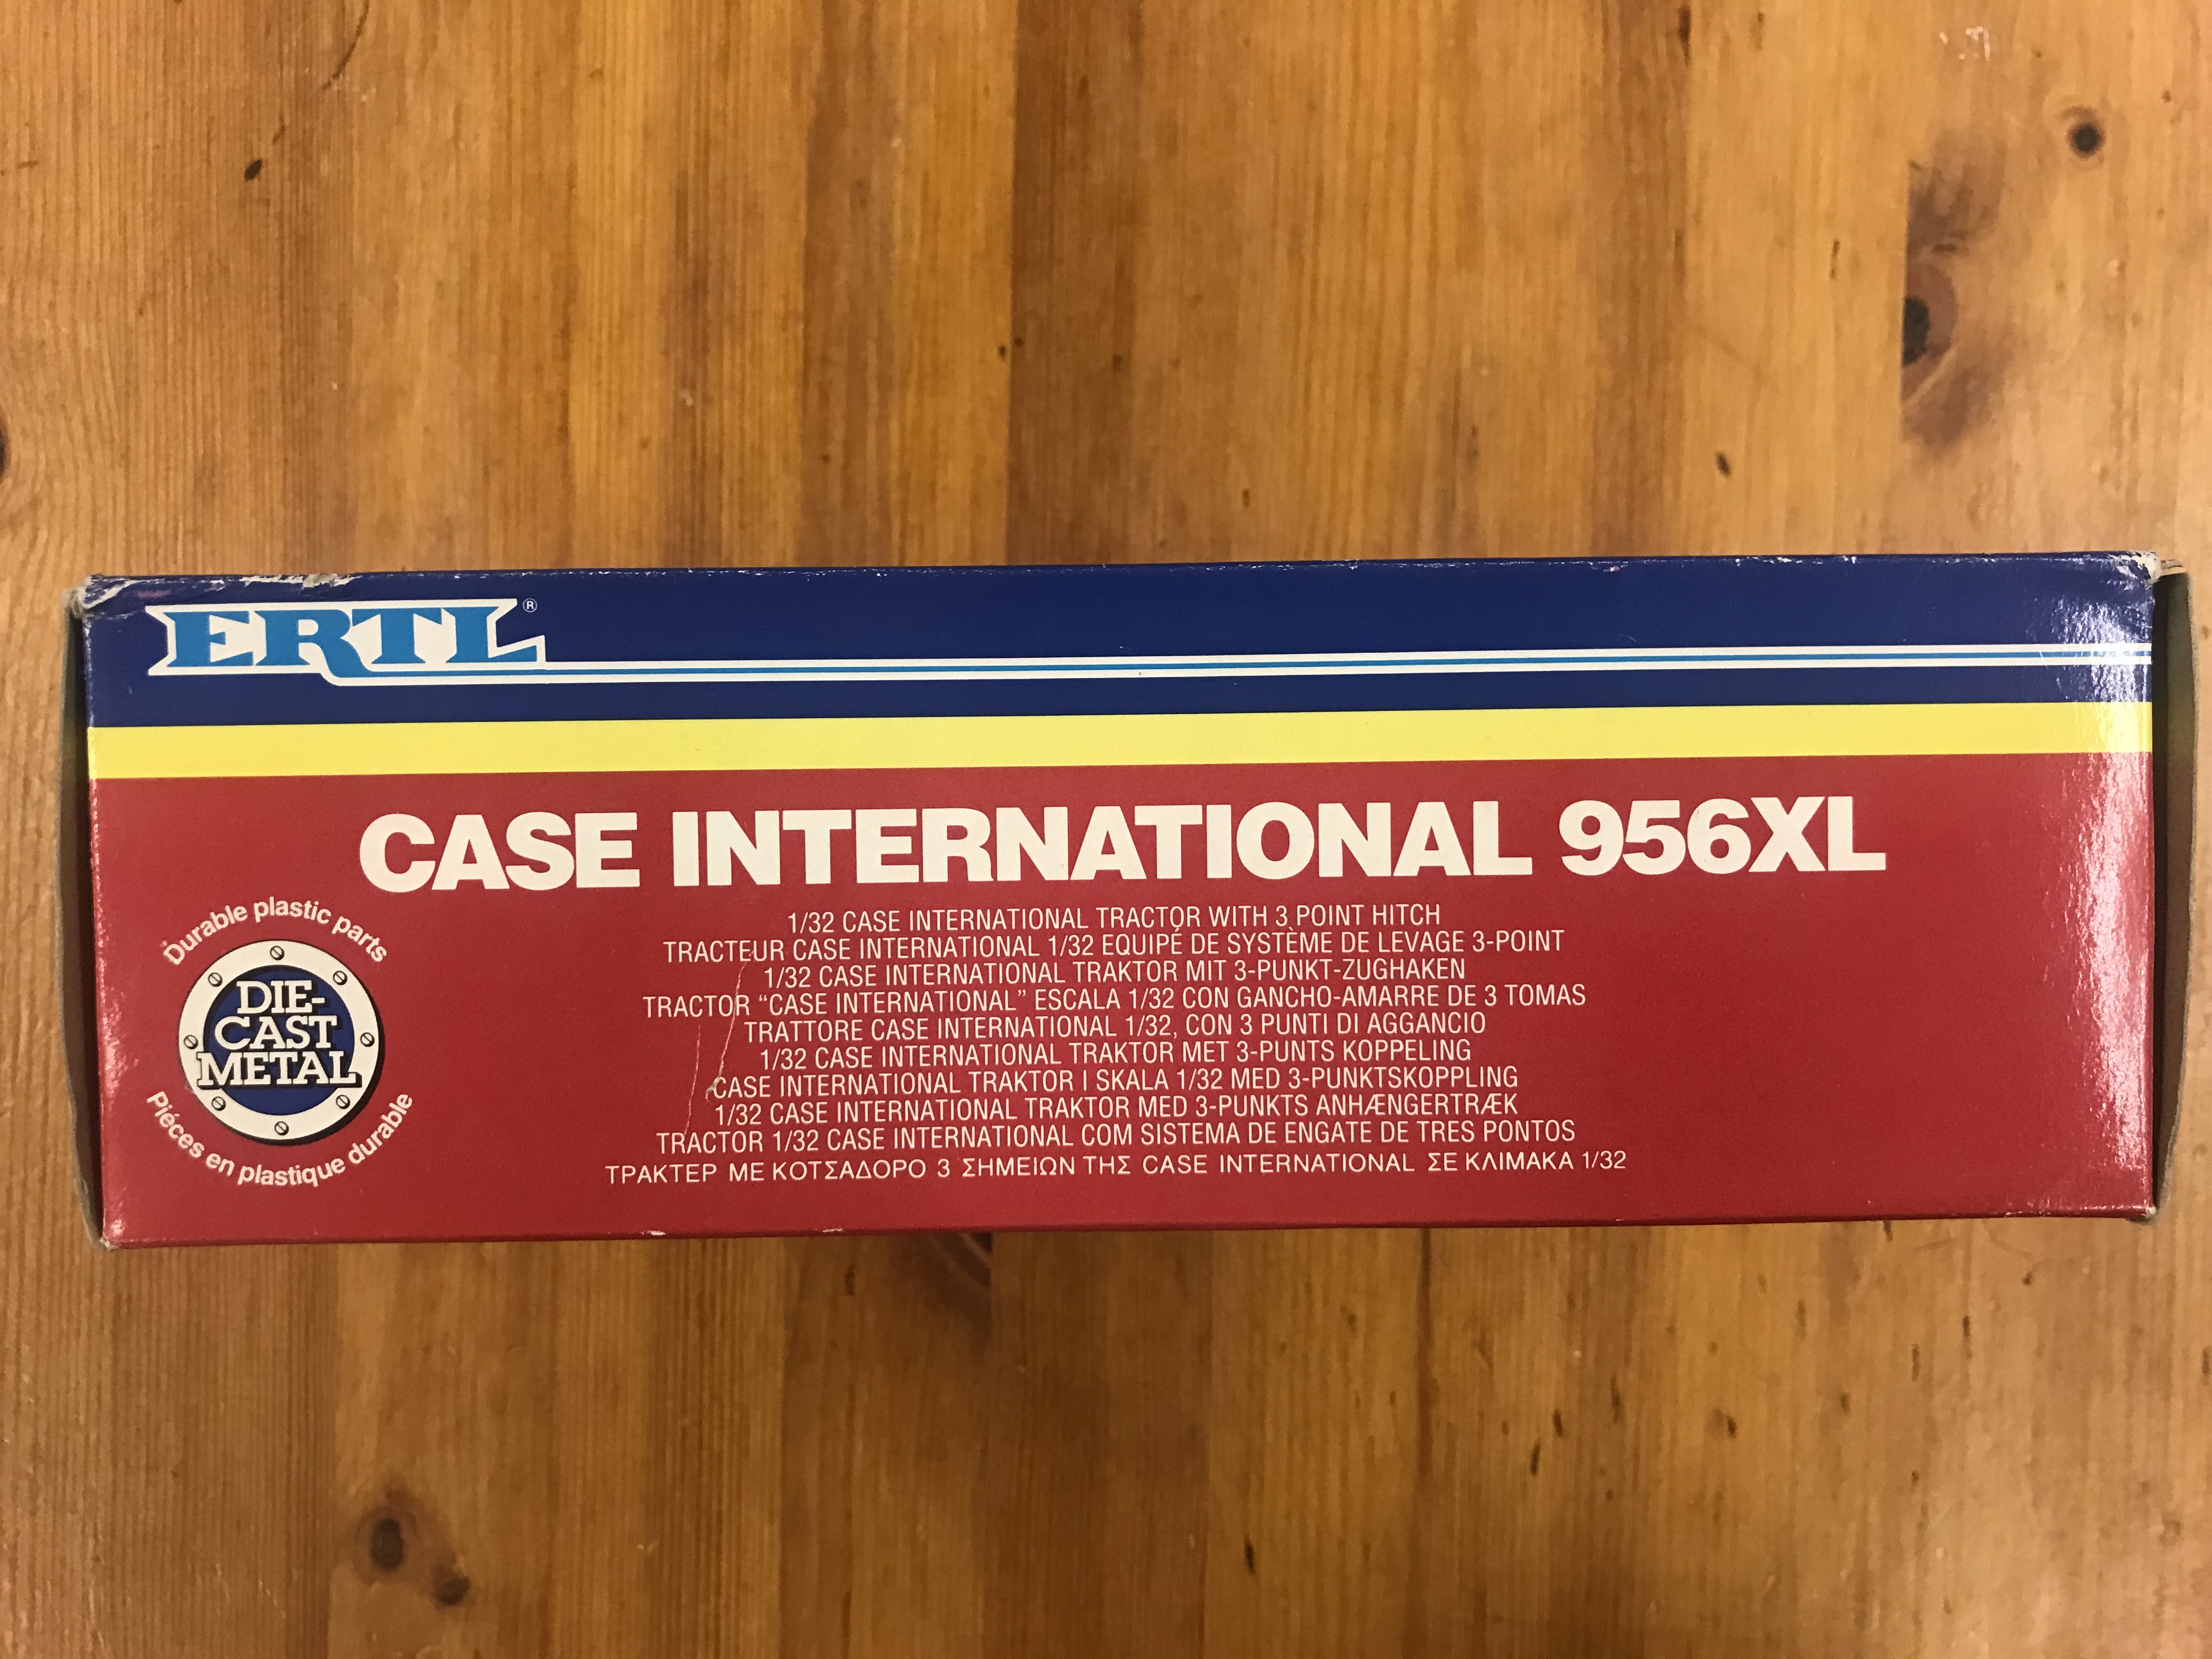 ERTL®
CASE INTERNATIONAL 956XL
1/32 CASE INTERNATIONAL TRACTOR WITH 3 POINT HITCH
TRACTEUR CASE INTERNATIONAL 1/32 EQUIPÉ DE SYSTÈME DE LEVAGE 3-POINT
1/32 CASE INTERNATIONAL TRAKTOR MIT 3-PUNKT-ZUGHAKEN
TRACTOR “CASE INTERNATIONAL” ESCALA 1/32 CON GANCHO-AMARRE DE 3 TOMAS
TRATTORE CASE INTERNATIONAL 1/32, CON 3 PUNTI DI AGGANCIO
1/32 CASE INTERNATIONAL TRAKTOR MET 3-PUNTS KOPPELING
CASE INTERNATIONAL TRAKTOR I SKALA 1/32 MED 3-PUNKTSKOPPLING
1/32 CASE INTERNATIONAL TRAKTOR MED 3-PUNKTS ANHÆNGERTRÆK
TRACTOR 1/32 CASE INTERNATIONAL COM SISTEMA DE ENGATE DE TRES PONTOS
ΤΡΑΚΤΕΡ ΜΕ ΚΟΤΣΑΔΟΡΟ 3 ΣΗΜΕΙΩΝ ΤΗΣ CASE INTERNATIONAL ΣΕ ΚΛΙΜΑΚΑ 1/32
Durable plastic parts
DIE-
CAST
METAL
Piéces en plastique durable